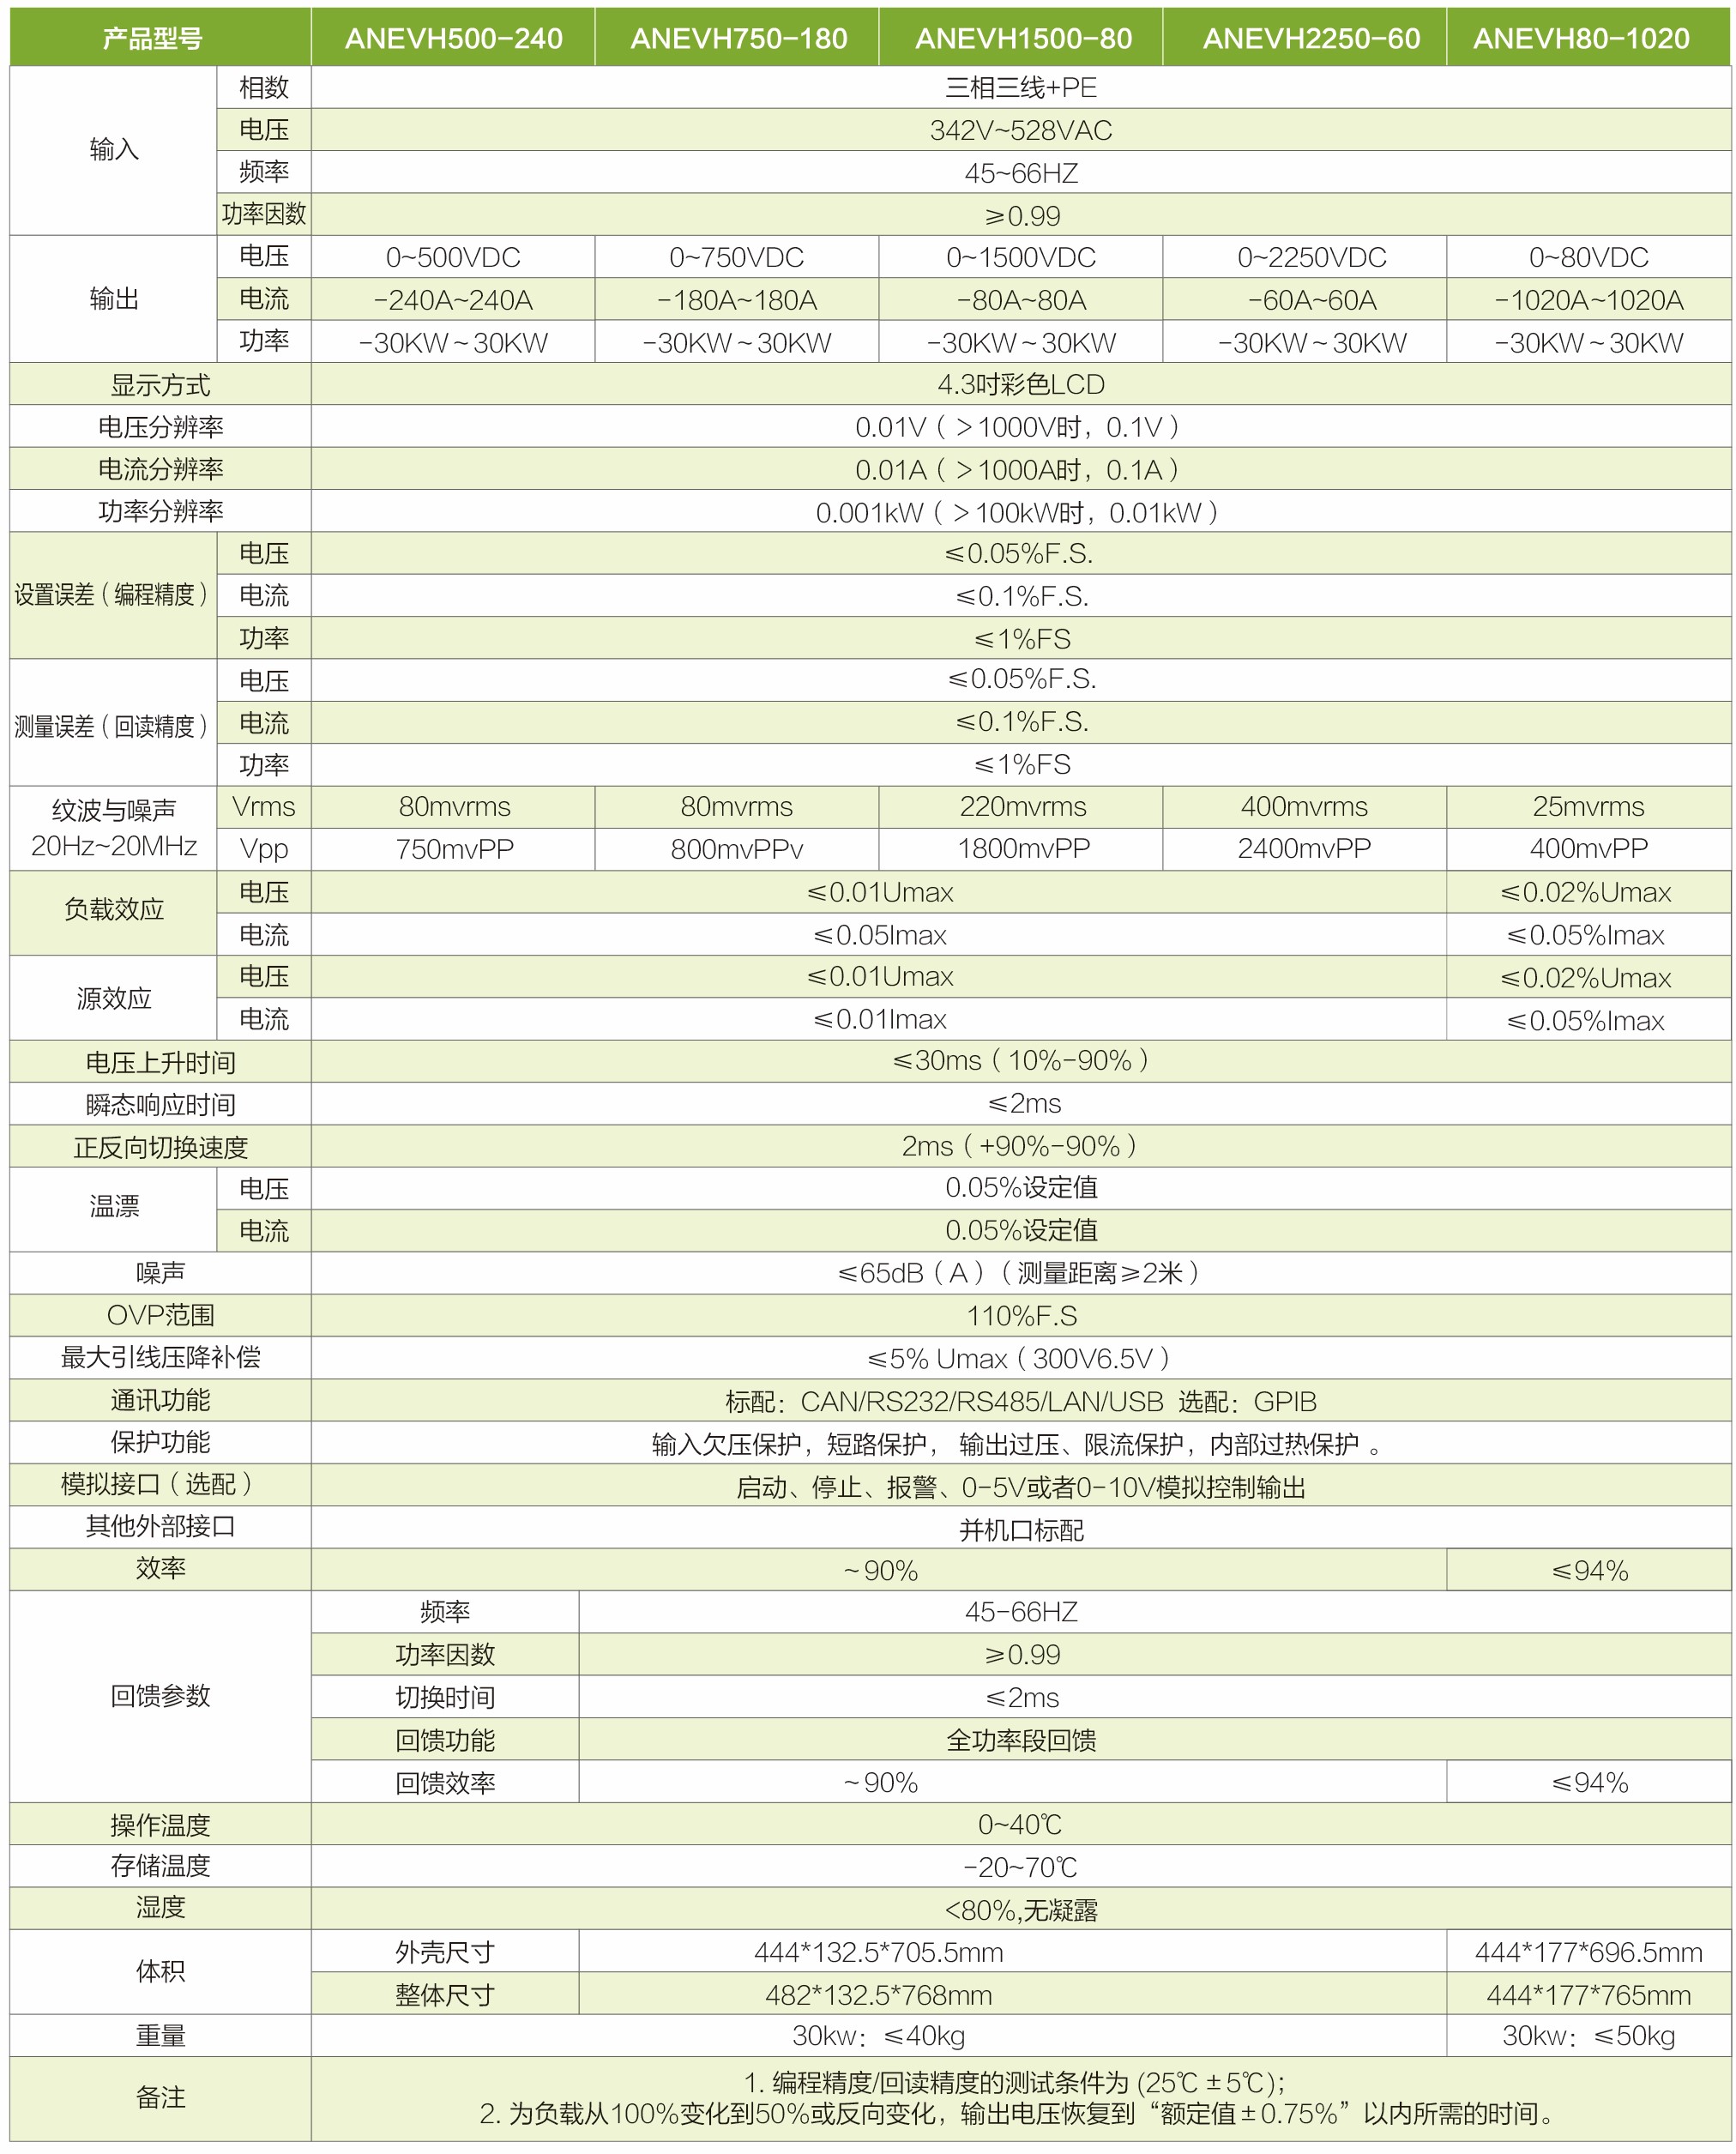 产品型号 ANEVH500-240 ANEVH750-180 ANEVH1500-80 ANEVH2250-60 ANEVH80-1020
输入 相数 三相三线+PE
电压 342V~528VAC
频率 45~66HZ
功率因数 ≥0.99
输出 电压 0~500VDC 0~750VDC 0~1500VDC 0~2250VDC 0~80VDC
电流 -240A~240A -180A~180A -80A~80A -60A~60A -1020A~1020A
功率 -30KW~30KW -30KW~30KW -30KW~30KW -30KW~30KW -30KW~30KW
显示方式 4.3吋彩色LCD
电压分辨率 0.01V（>1000V时，0.1V）
电流分辨率 0.01A（>1000A时，0.1A）
功率分辨率 0.001kW（>100kW时，0.01kW）
设置误差（编程精度） 电压 ≤0.05%F.S.
电流 ≤0.1%F.S.
功率 ≤1%FS
测量误差（回读精度） 电压 ≤0.05%F.S.
电流 ≤0.1%F.S.
功率 ≤1%FS
纹波与噪声 Vrms 80mvrms 80mvrms 220mvrms 400mvrms 25mvrms
20Hz~20MHz Vpp 750mvPP 800mvPPv 1800mvPP 2400mvPP 400mvPP
负载效应 电压 ≤0.01Umax ≤0.02%Umax
电流 ≤0.05Imax ≤0.05%Imax
源效应 电压 ≤0.01Umax ≤0.02%Umax
电流 ≤0.01Imax ≤0.05%Imax
电压上升时间 ≤30ms（10%-90%）
瞬态响应时间 ≤2ms
正反向切换速度 2ms（+90%-90%）
温漂 电压 0.05%设定值
电流 0.05%设定值
噪声 ≤65dB（A）（测量距离≥2米）
OVP范围 110%F.S
最大引线压降补偿 ≤5% Umax（300V6.5V）
通讯功能 标配：CAN/RS232/RS485/LAN/USB 选配：GPIB
保护功能 输入欠压保护，短路保护， 输出过压、限流保护，内部过热保护 。
模拟接口（选配） 启动、停止、报警、0-5V或者0-10V模拟控制输出
其他外部接口 并机口标配
效率 ~90% ≤94%
回馈参数 频率 45-66HZ
功率因数 ≥0.99
切换时间 ≤2ms
回馈功能 全功率段回馈
回馈效率 ~90% ≤94%
操作温度 0~40℃
存储温度 -20~70℃
湿度 <80%,无凝露
体积 外壳尺寸 444*132.5*705.5mm 444*177*696.5mm
整体尺寸 482*132.5*768mm 444*177*765mm
重量 30kw：≤40kg 30kw：≤50kg
备注 1. 编程精度/回读精度的测试条件为 (25℃±5℃)；
2. 为负载从100%变化到50%或反向变化，输出电压恢复到“额定值±0.75%”以内所需的时间。